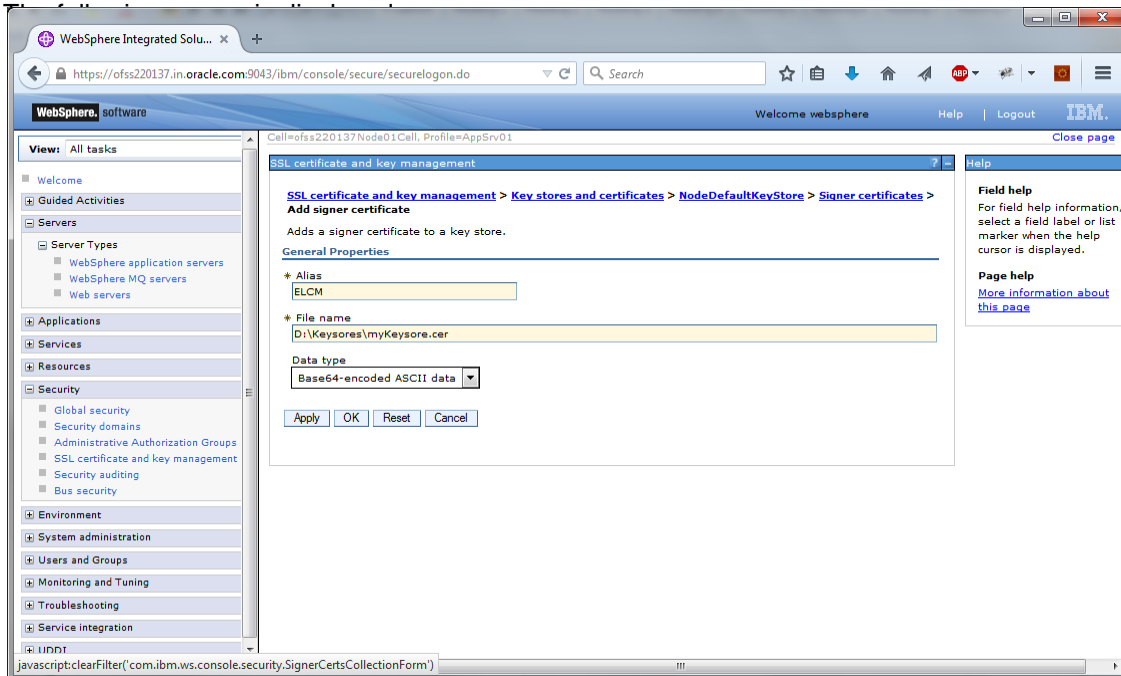 WebSphere Integrated Solu... × +
https://ofss220137.in.oracle.com:9043/ibm/console/secure/securelogon.do
Search
ABP
WebSphere. software
Welcome websphere
Help | Logout
IBM.
View: All tasks
Welcome
Guided Activities
Servers
Server Types
WebSphere application servers
WebSphere MQ servers
Web servers
Applications
Services
Resources
Security
Global security
Security domains
Administrative Authorization Groups
SSL certificate and key management
Security auditing
Bus security
Environment
System administration
Users and Groups
Monitoring and Tuning
Troubleshooting
Service integration
UDDI
Cell=ofss220137Node01Cell, Profile=AppSrv01
Close page
SSL certificate and key management ? -
SSL certificate and key management > Key stores and certificates > NodeDefaultKeyStore > Signer certificates >
Add signer certificate
Adds a signer certificate to a key store.
General Properties
* Alias
ELCM
* File name
D:\Keysores\myKeysore.cer
Data type
Base64-encoded ASCII data
Apply OK Reset Cancel
Help
Field help
For field help information,
select a field label or list
marker when the help
cursor is displayed.
Page help
More information about
this page
javascript:clearFilter('com.ibm.ws.console.security.SignerCertsCollectionForm')